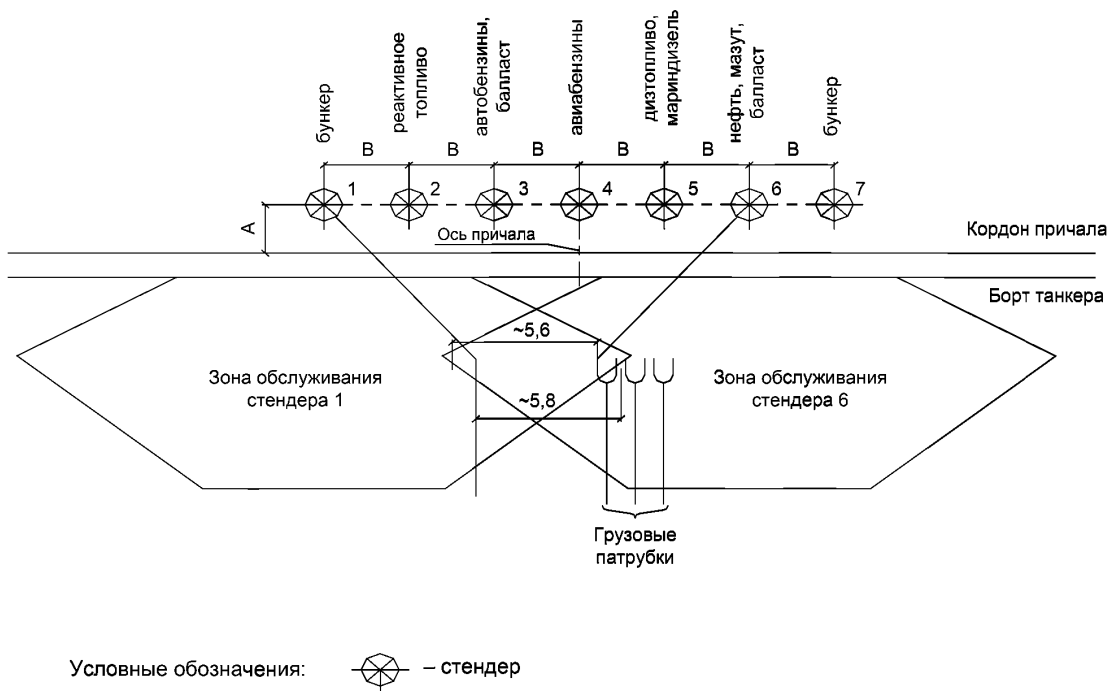 бункер
реактивное
топливо
автобензины,
балласт
авиабензины
дизтопливо,
мариндизель
нефть, мазут,
балласт
бункер
В В В В В В
1 2 3 4 5 6 7
А
Ось причала
Кордон причала
Борт танкера
~5,6
Зона обслуживания
стендера 1
Зона обслуживания
стендера 6
~5,8
Грузовые
патрубки
Условные обозначения: – стендер